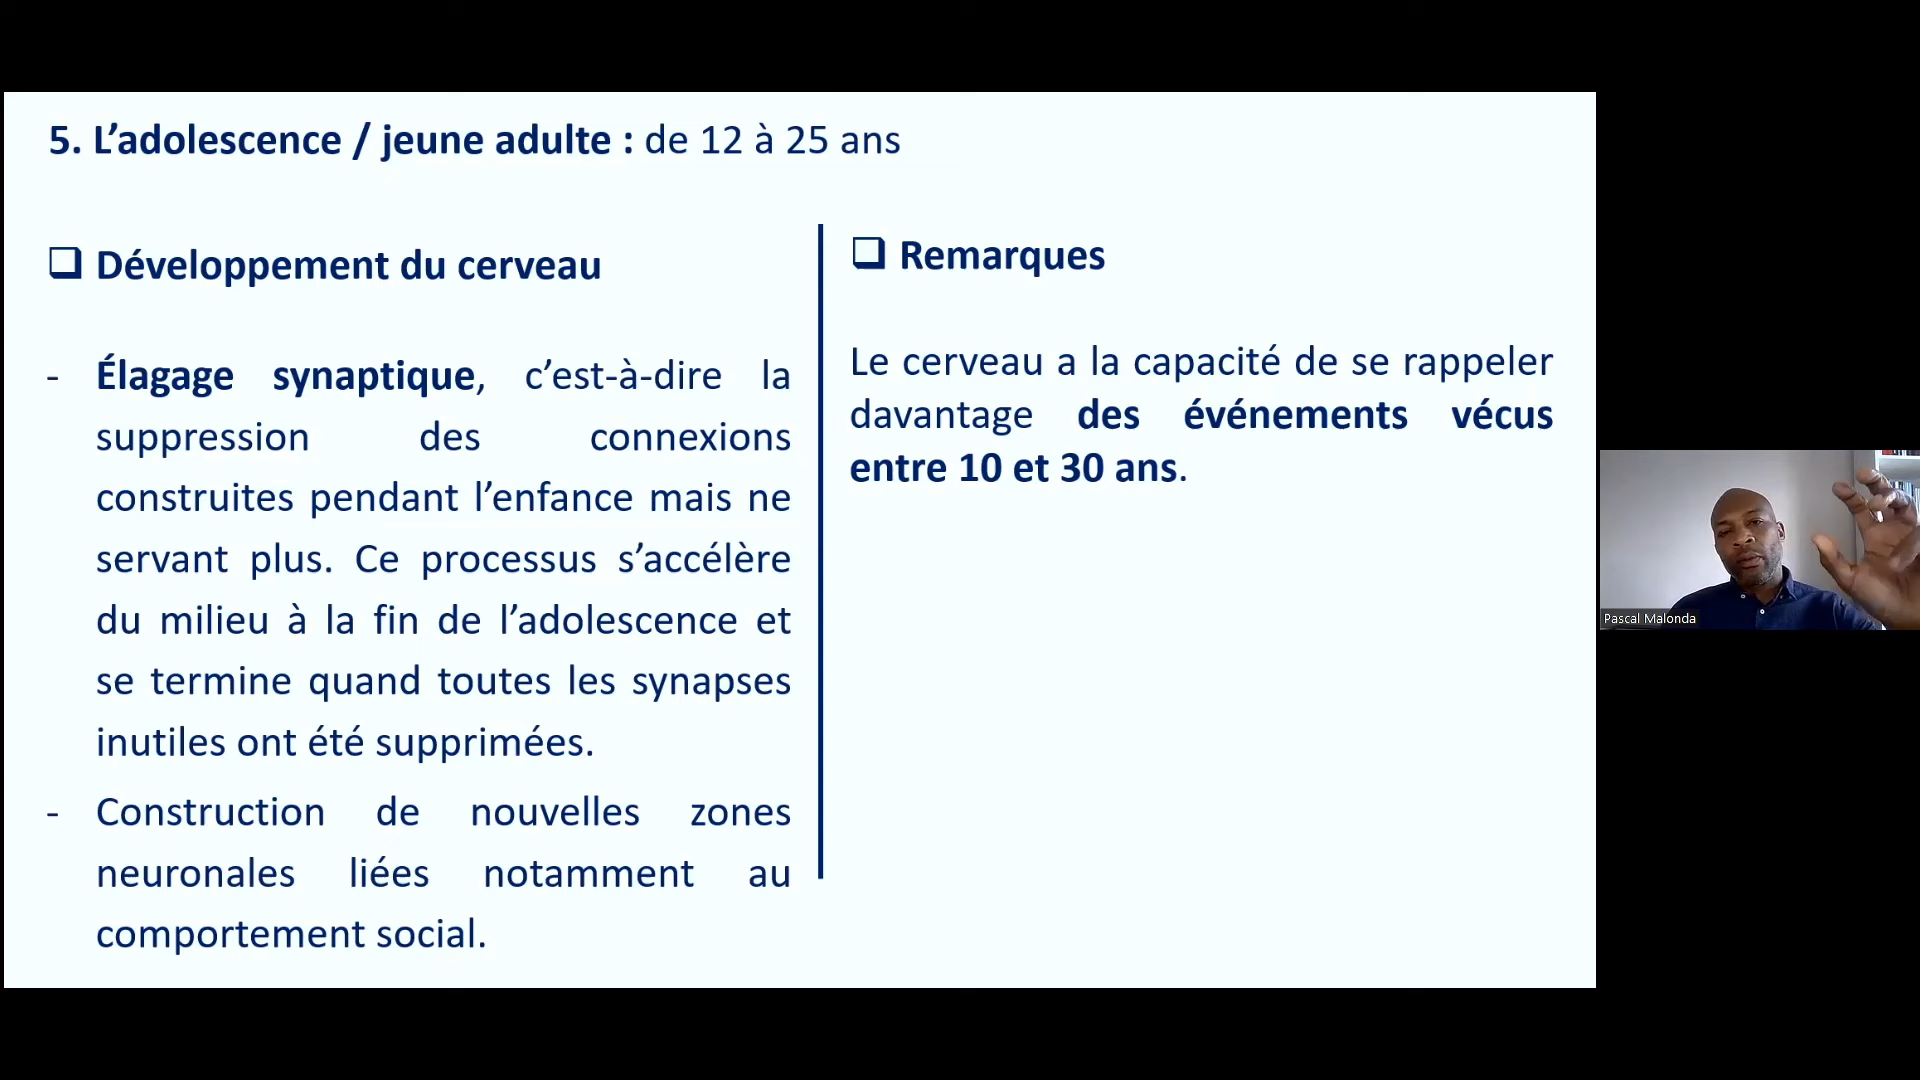 5. L’adolescence / jeune adulte : de 12 à 25 ans
❑ Développement du cerveau
- Élagage synaptique, c’est-à-dire la
suppression des connexions
construites pendant l’enfance mais ne
servant plus. Ce processus s’accélère
du milieu à la fin de l’adolescence et
se termine quand toutes les synapses
inutiles ont été supprimées.
- Construction de nouvelles zones
neuronales liées notamment au
comportement social.
❑ Remarques
Le cerveau a la capacité de se rappeler
davantage des événements vécus
entre 10 et 30 ans.
Pascal Malonda